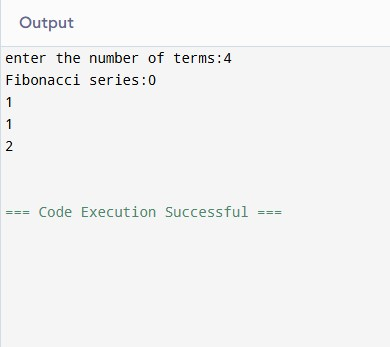 Output
enter the number of terms:4
Fibonacci series:0
1
1
2
=== Code Execution Successful ===